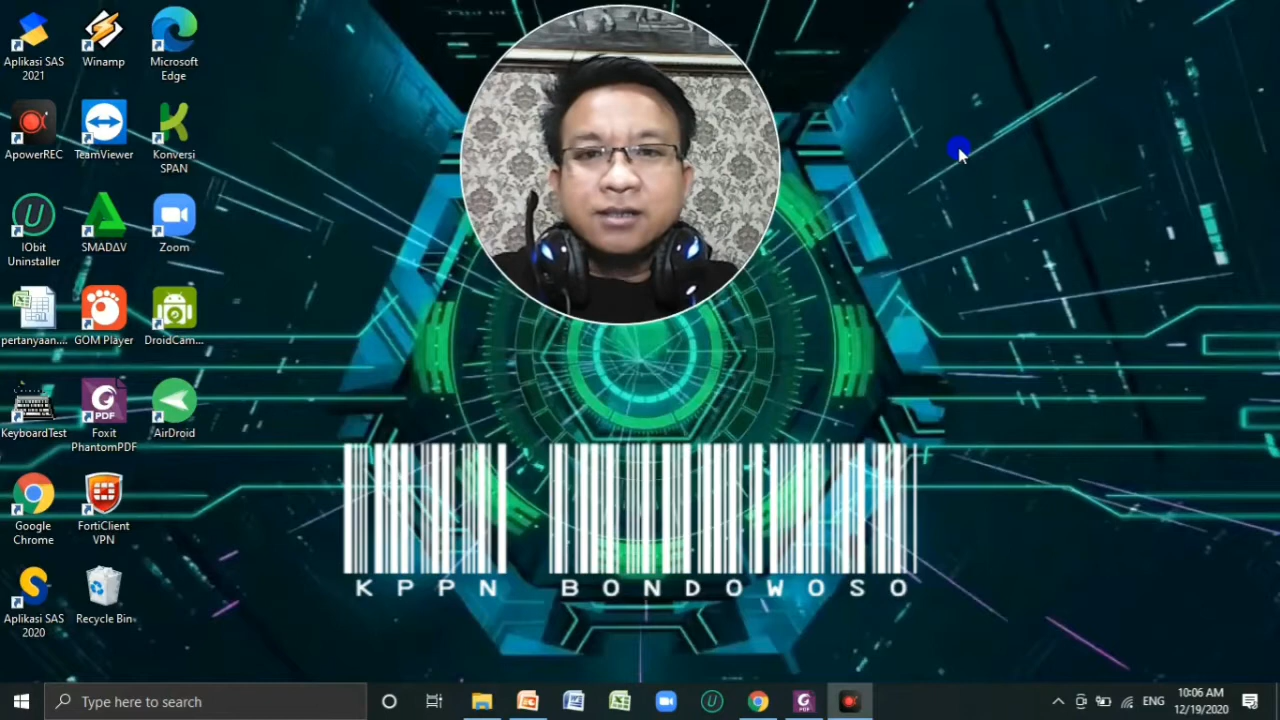 Aplikasi SAS
2021
Winamp
Microsoft
Edge
ApowerREC
TeamViewer
Konversi
SPAN
IObit
Uninstaller
SMADΔV
Zoom
pertanyaan....
GOM Player
DroidCam...
KeyboardTest
PDF
Foxit
PhantomPDF
AirDroid
Google
Chrome
FortiClient
VPN
Aplikasi SAS
2020
Recycle Bin
KPPN BONDOWOSO
Type here to search
ENG
10:06 AM
12/19/2020